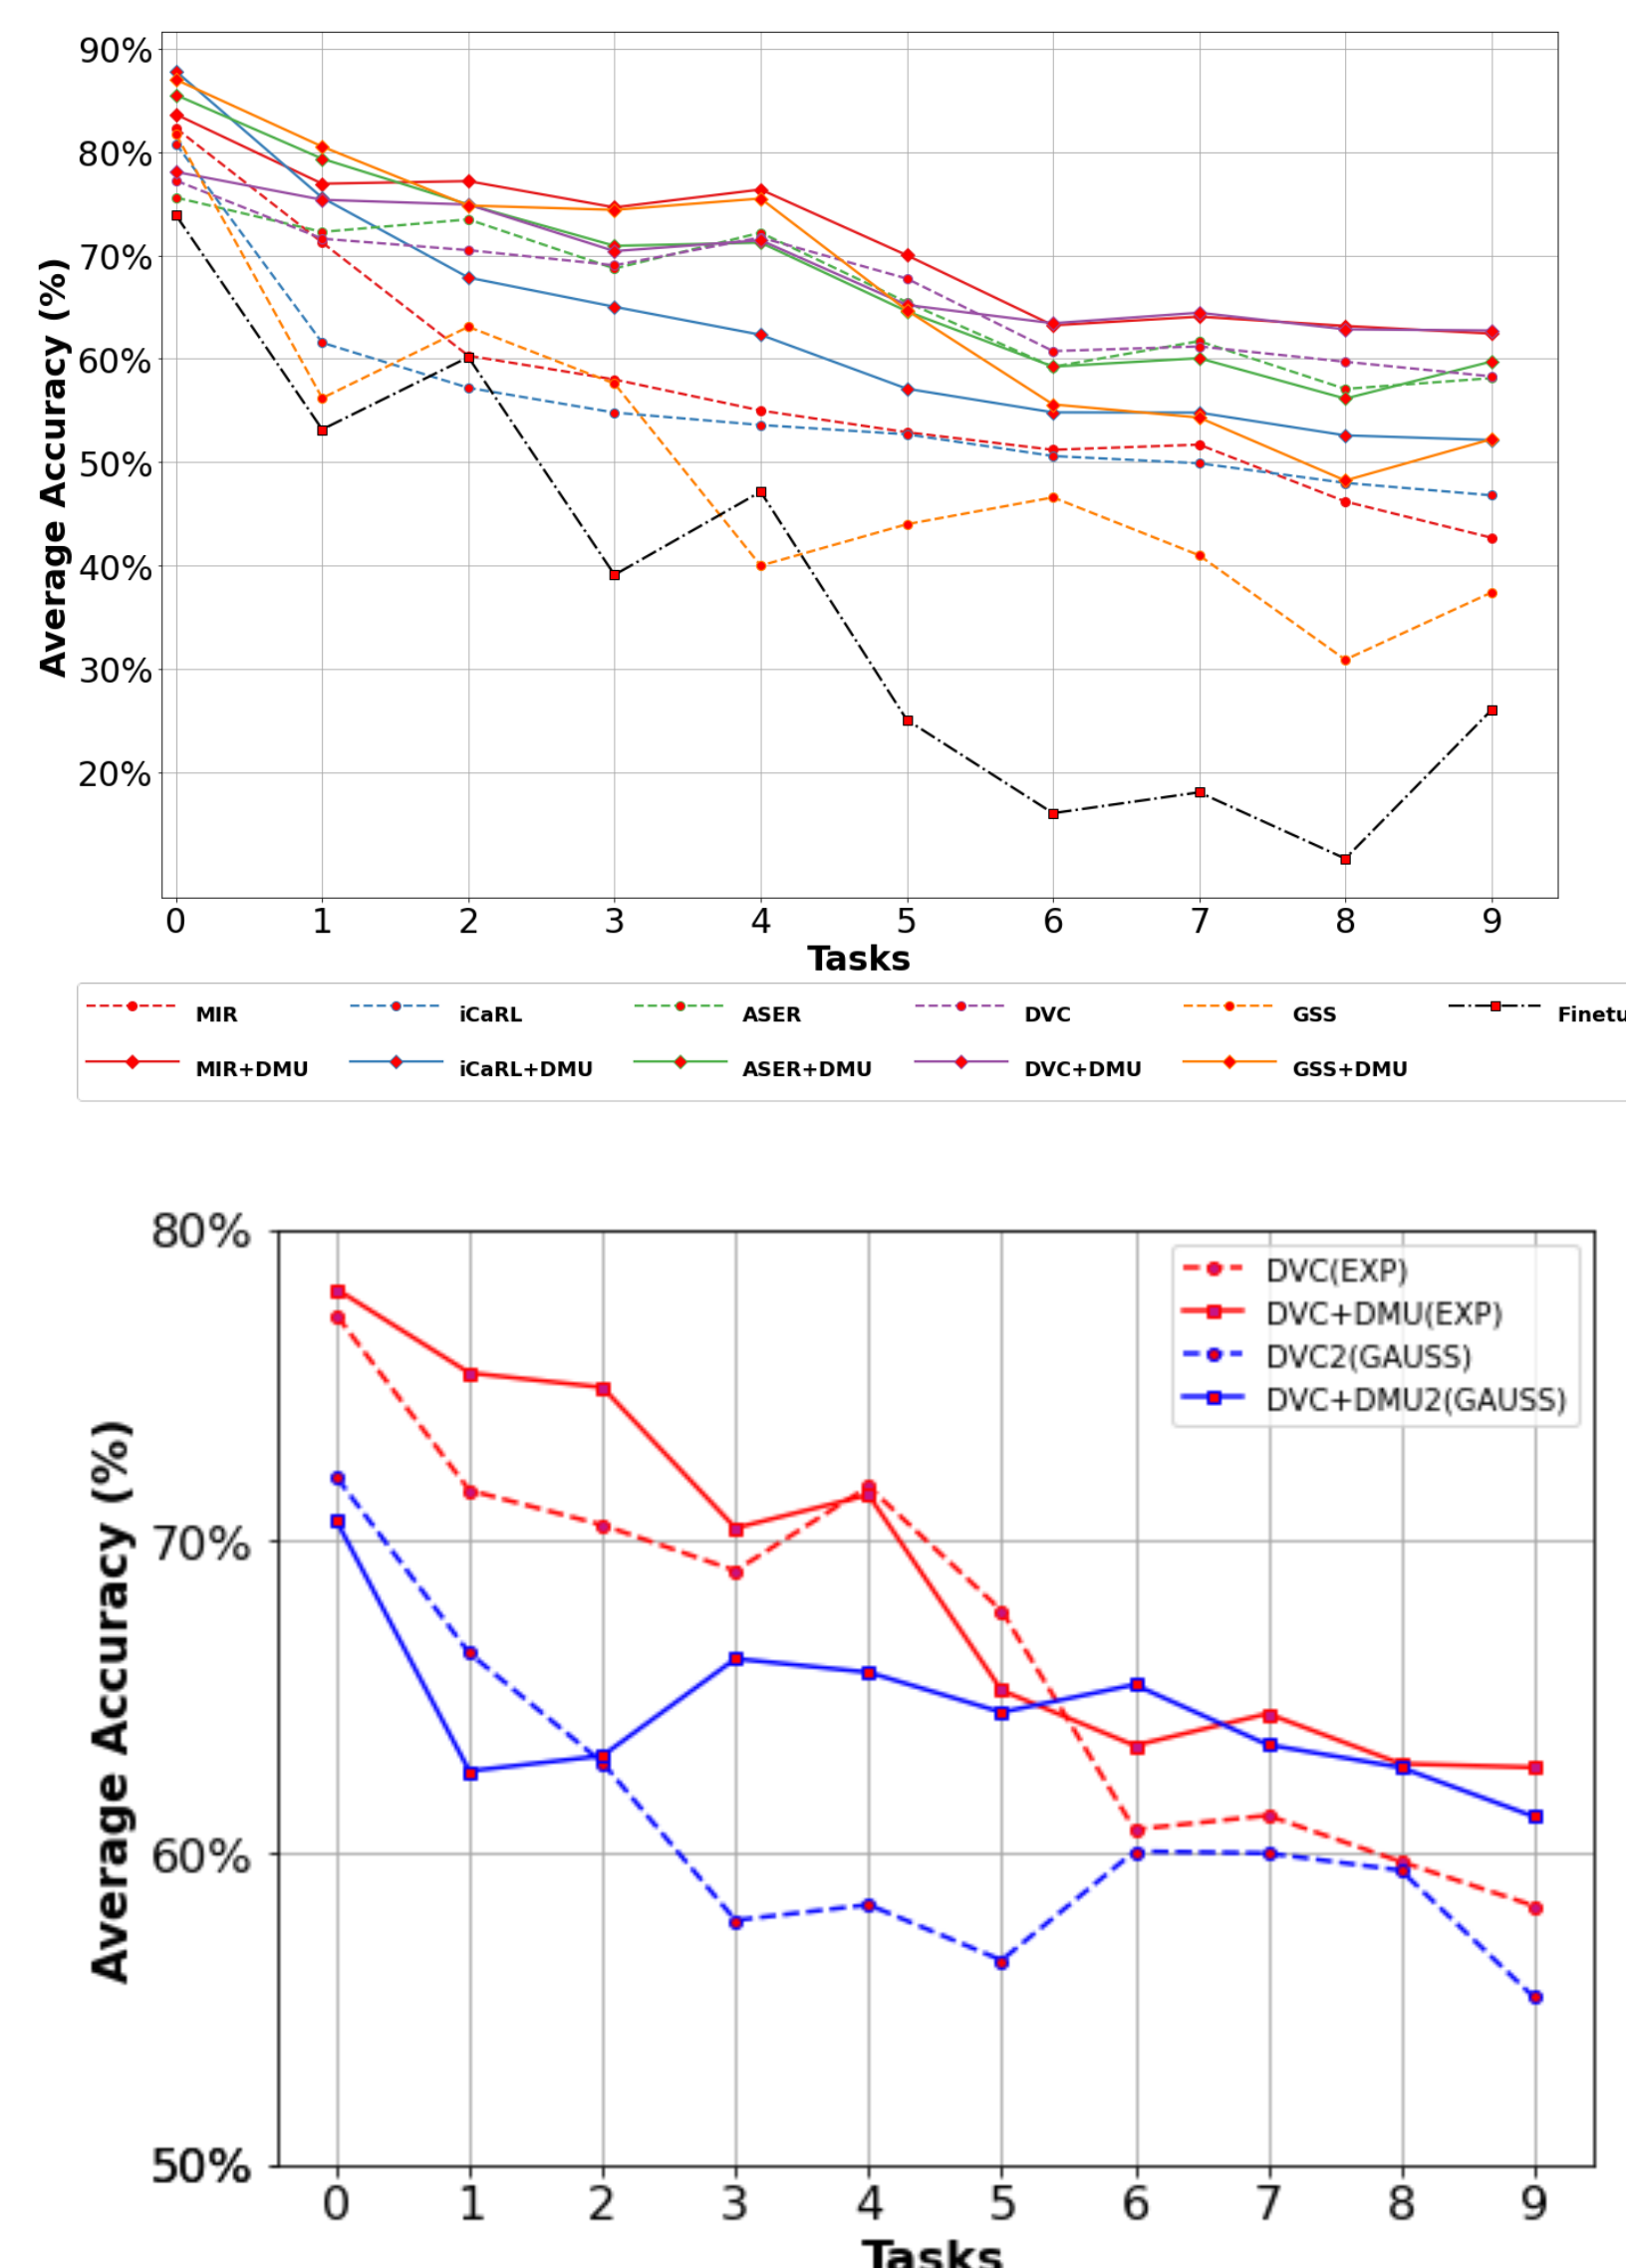 90%
80%
70%
60%
50%
40%
30%
20%
Average Accuracy (%)
0 1 2 3 4 5 6 7 8 9
Tasks
MIR iCaRL ASER DVC GSS Finetu
MIR+DMU iCaRL+DMU ASER+DMU DVC+DMU GSS+DMU
80%
70%
60%
50%
Average Accuracy (%)
DVC(EXP)
DVC+DMU(EXP)
DVC2(GAUSS)
DVC+DMU2(GAUSS)
0 1 2 3 4 5 6 7 8 9
Tasks